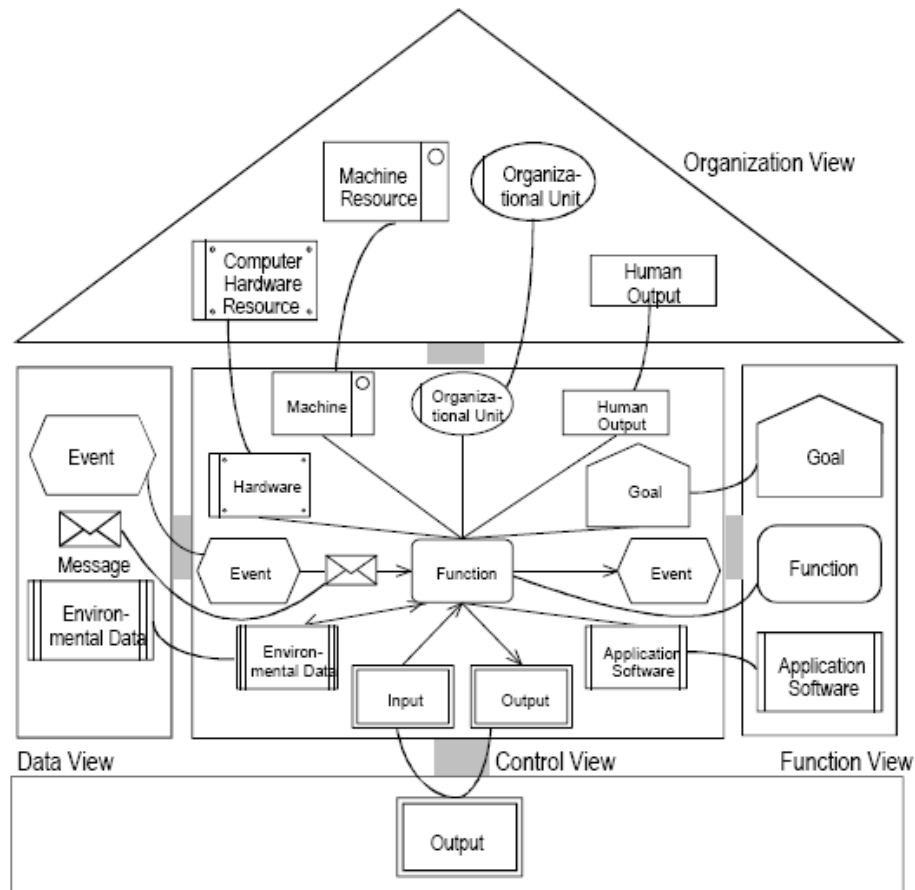 Organization View
Machine
Resource
Organiza-
tional Unit
Computer
Hardware
Resource
Human
Output
Event
Message
Environ-
mental Data
Data View
Machine
Organiza-
tional Unit
Human
Output
Hardware
Goal
Event
Function
Event
Environ-
mental Data
Input
Output
Application
Software
Control View
Goal
Function
Application
Software
Function View
Output